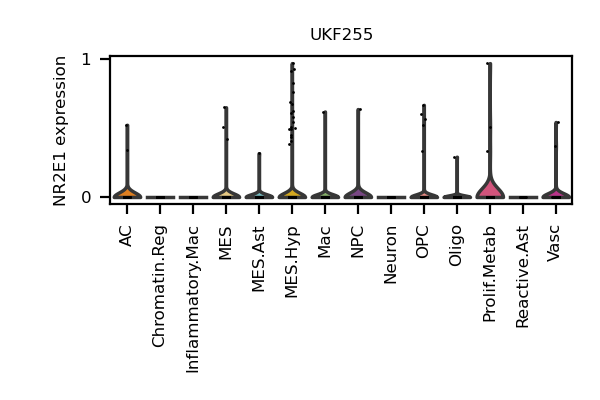 UKF255
NR2E1 expression
1
0
AC
Chromatin.Reg
Inflammatory.Mac
MES
MES.Ast
MES.Hyp
Mac
NPC
Neuron
OPC
Oligo
Prolif.Metab
Reactive.Ast
Vasc